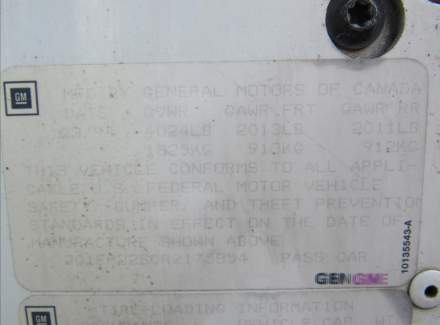 GM
MFD BY GENERAL MOTORS OF CANADA
DATE GVWR GAWR FRT GAWR RR
4024LB 2013LB 2011LB
1825KG 913KG 912KG
THIS VEHICLE CONFORMS TO ALL APPLI-
CABLE U.S. FEDERAL MOTOR VEHICLE
SAFETY, BUMPER, AND THEFT PREVENTION
STANDARDS IN EFFECT ON THE DATE OF
MANUFACTURE SHOWN ABOVE.
PASS CAR
GENGME
10135543-A
GM
TIRE-LOADING INFORMATION